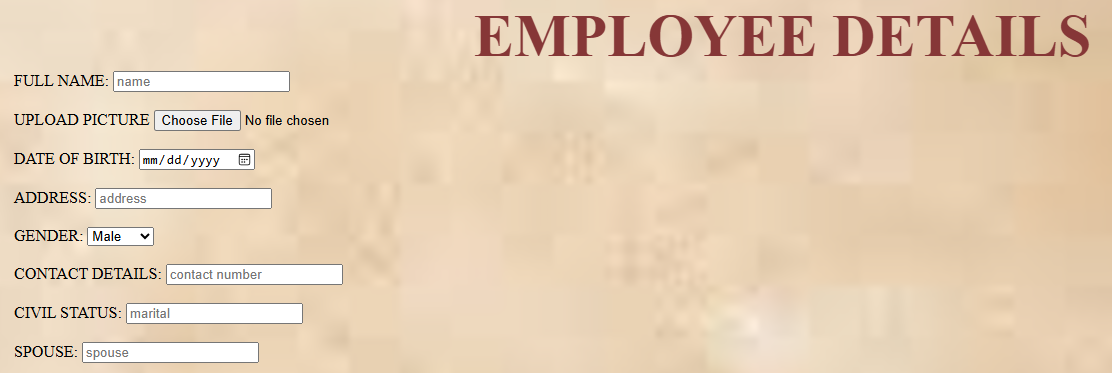 EMPLOYEE DETAILS
FULL NAME: name
UPLOAD PICTURE Choose File No file chosen
DATE OF BIRTH: mm/dd/yyyy
ADDRESS: address
GENDER: Male
CONTACT DETAILS: contact number
CIVIL STATUS: marital
SPOUSE: spouse